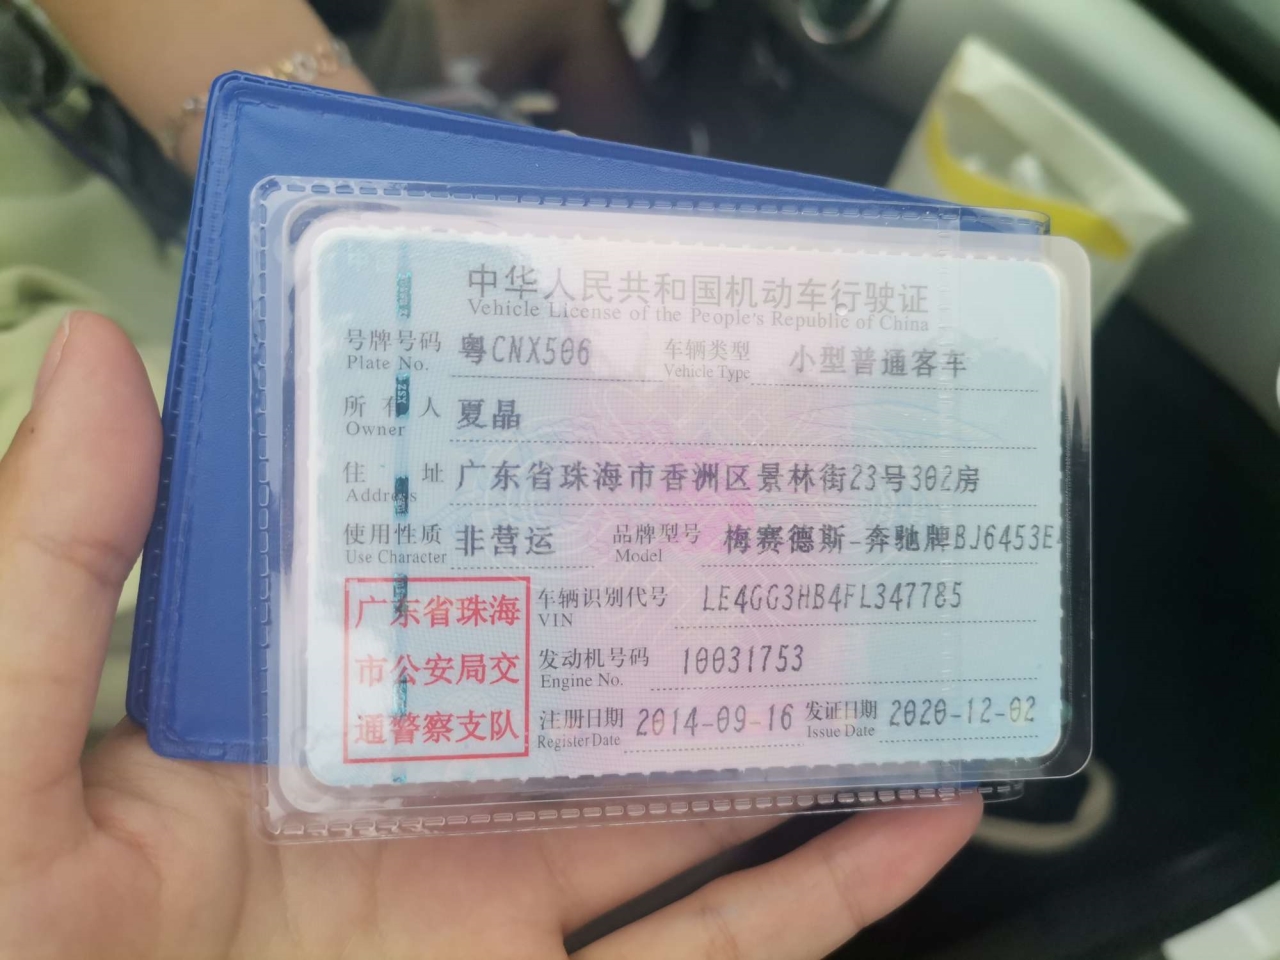 中华人民共和国机动车行驶证
Vehicle License of the People's Republic of China
号牌号码 粤CNX506 车辆类型 小型普通客车
Plate No. Vehicle Type
所有人 夏晶
Owner
住址 广东省珠海市香洲区景林街23号302房
Address
使用性质 非营运 品牌型号 梅赛德斯-奔驰牌BJ6453E
Use Character Model
广东省珠海
市公安局交
通警察支队
车辆识别代号 LE4GG3HB4FL347785
VIN
发动机号码 10031753
Engine No.
注册日期 2014-09-16 发证日期 2020-12-02
Register Date Issue Date